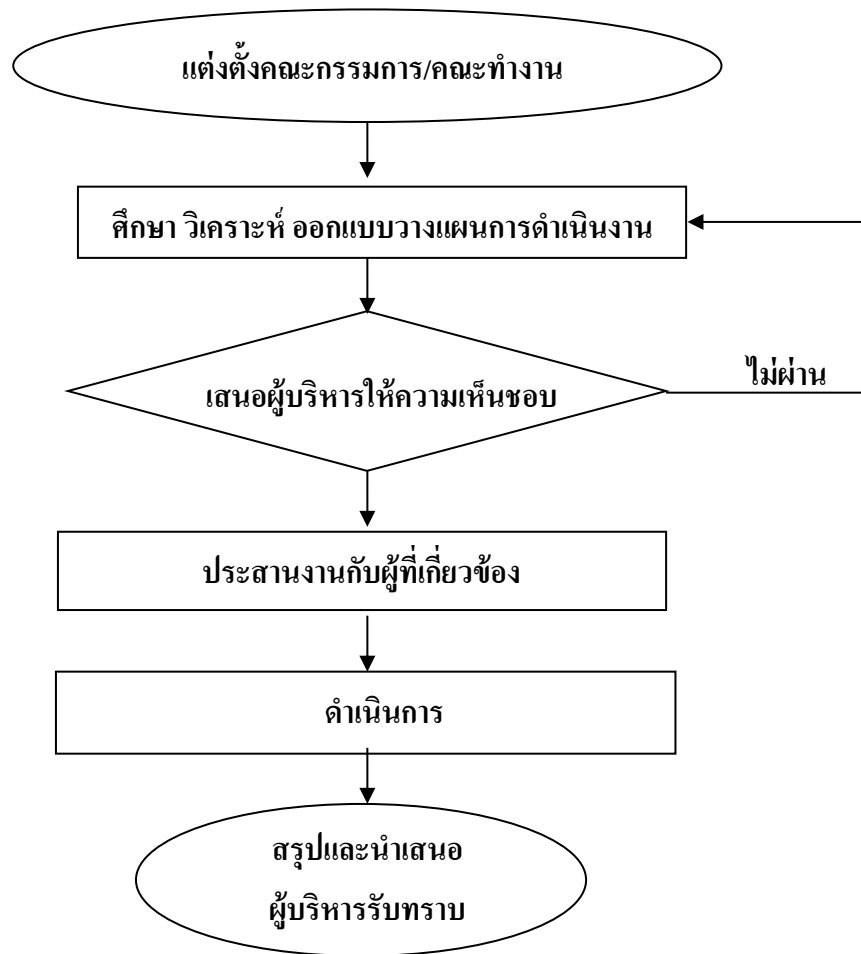 แต่งตั้งคณะกรรมการ/คณะทำงาน
ศึกษา วิเคราะห์ ออกแบบวางแผนการดำเนินงาน
เสนอผู้บริหารให้ความเห็นชอบ
ไม่ผ่าน
ประสานงานกับผู้ที่เกี่ยวข้อง
ดำเนินการ
สรุปและนำเสนอ
ผู้บริหารรับทราบ